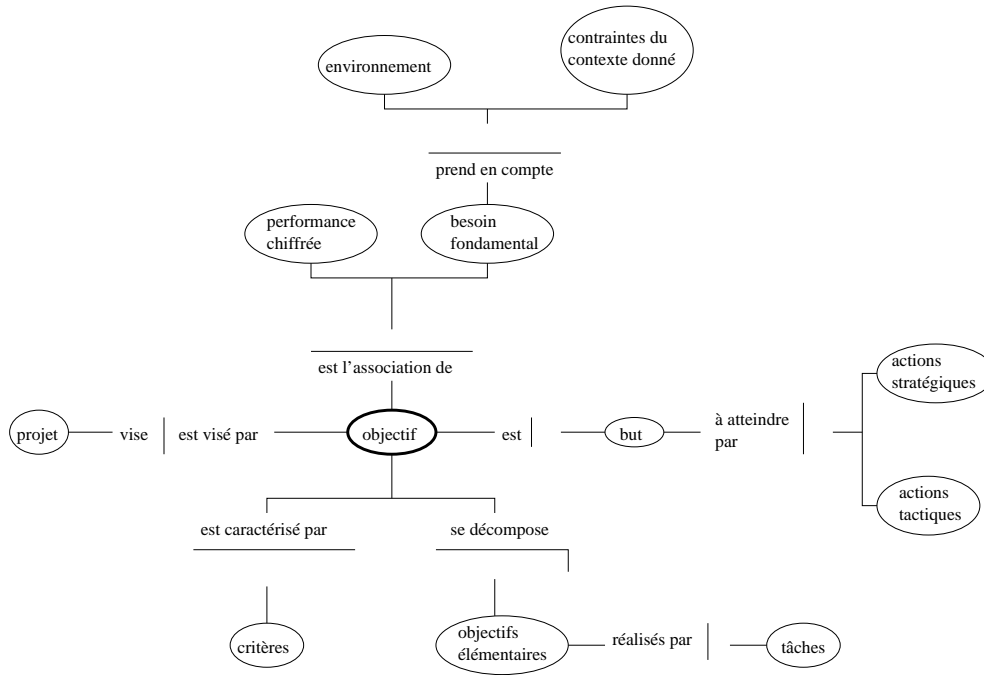 contraintes du
contexte donné
environnement
prend en compte
performance
chiffrée
besoin
fondamental
est l'association de
actions
stratégiques
projet
vise
est visé par
objectif
est
but
à atteindre
par
actions
tactiques
est caractérisé par
se décompose
critères
objectifs
élémentaires
réalisés par
tâches